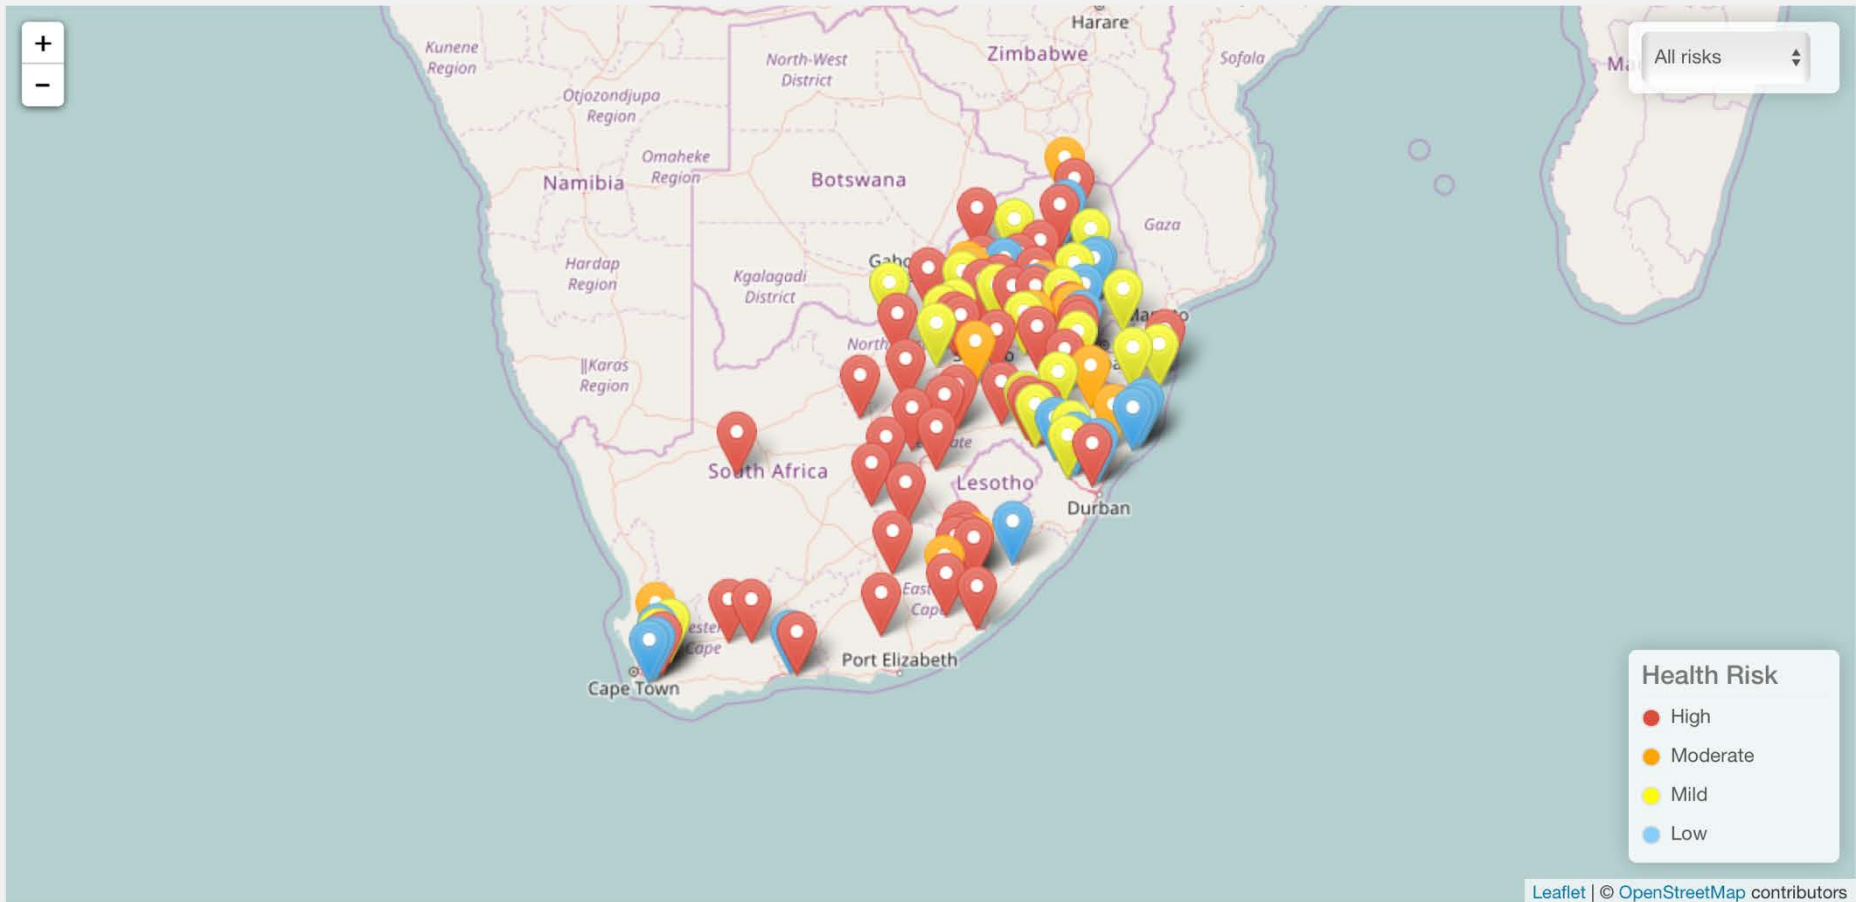 +
−
Harare
Zimbabwe
Sofala
All risks
Kunene
Region
North-West
District
Otjozondjupa
Region
Omaheke
Region
Namibia
Botswana
Gaza
Hardap
Region
Kgalagadi
District
||Karas
Region
South Africa
Lesotho
Durban
Cape
Cape
Port Elizabeth
Cape Town
Health Risk
High
Moderate
Mild
Low
Leaflet | © OpenStreetMap contributors